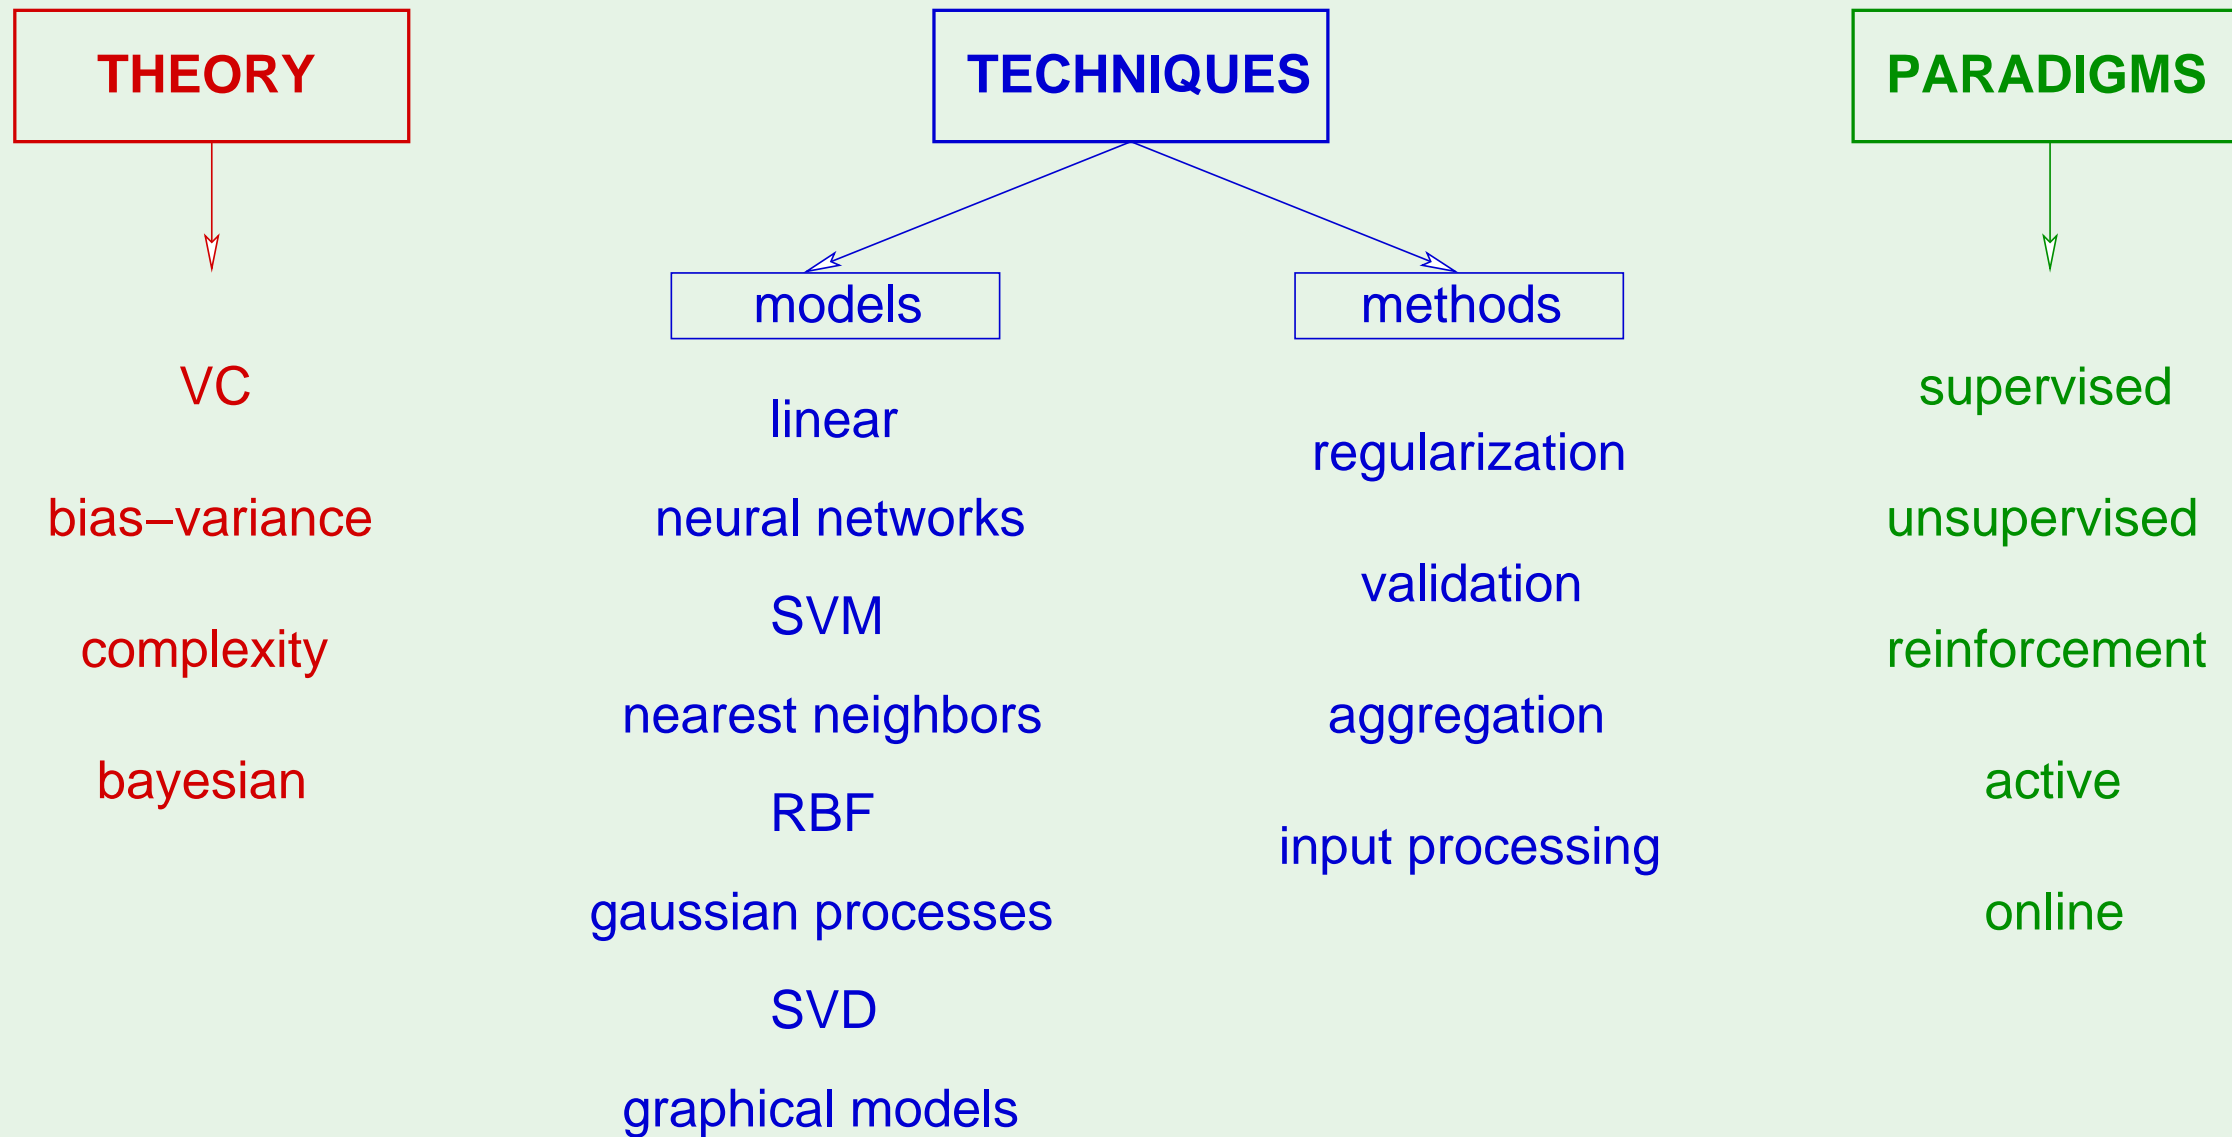 THEORY
TECHNIQUES
PARADIGMS
models
methods
VC
bias–variance
complexity
bayesian
linear
neural networks
SVM
nearest neighbors
RBF
gaussian processes
SVD
graphical models
regularization
validation
aggregation
input processing
supervised
unsupervised
reinforcement
active
online